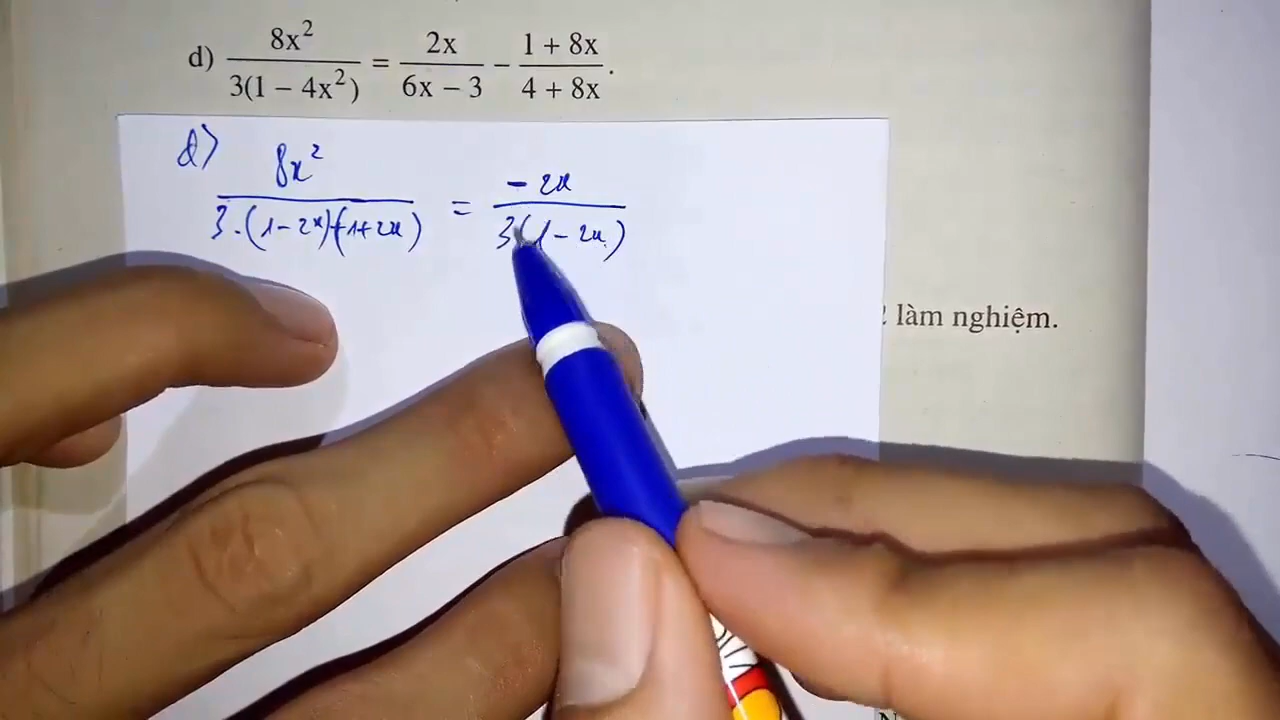 d) 8x²/3(1 − 4x²) = 2x/6x − 3 − 1 + 8x/4 + 8x.
d) 8x²/3.(1-2x)(1+2x) = -2x/3(1-2x)
làm nghiệm.